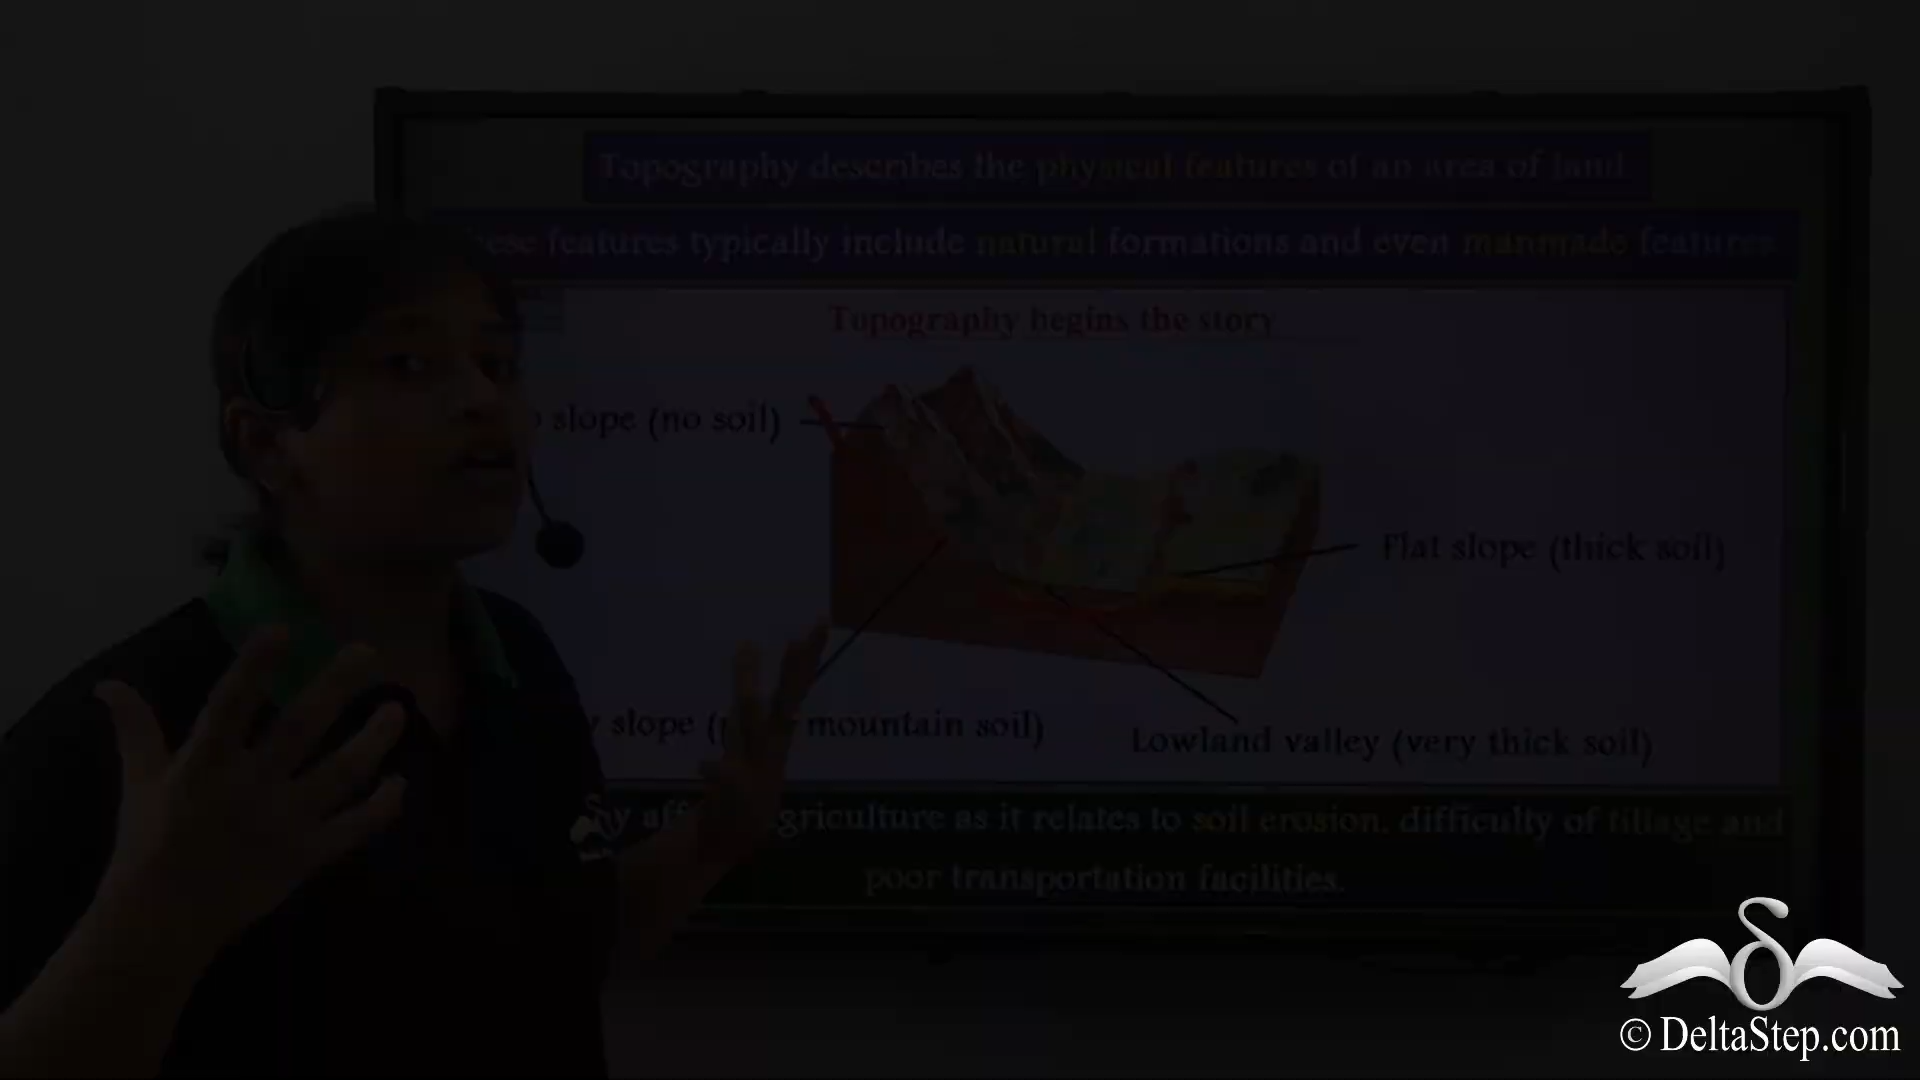 Topography describes the physical features of an area of land
features typically include natural formations and even manmade features
Topography begins the story
slope (no soil)
Flat slope (thick soil)
slope ( mountain soil)
Lowland valley (very thick soil)
as it relates to soil erosion, difficulty of tillage and
poor transportation facilities.
© DeltaStep.com